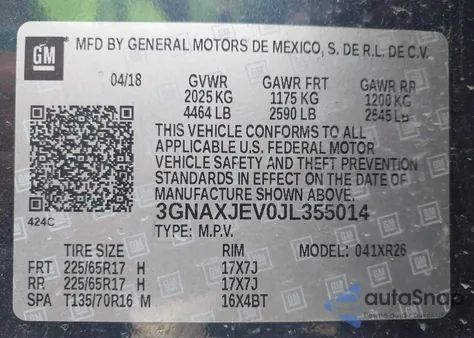 GM
MFD BY GENERAL MOTORS DE MEXICO, S. DE R.L. DE C.V.
04/18 GVWR GAWR FRT GAWR RR
2025 KG 1175 KG 1200 KG
4464 LB 2590 LB 2645 LB
THIS VEHICLE CONFORMS TO ALL
APPLICABLE U.S. FEDERAL MOTOR
VEHICLE SAFETY AND THEFT PREVENTION
STANDARDS IN EFFECT ON THE DATE OF
MANUFACTURE SHOWN ABOVE.
424C 3GNAXJEV0JL355014
TYPE: M.P.V.
TIRE SIZE RIM MODEL: 041XR26
FRT 225/65R17 H 17X7J
RR 225/65R17 H 17X7J
SPA T135/70R16 M 16X4BT
autoSnap